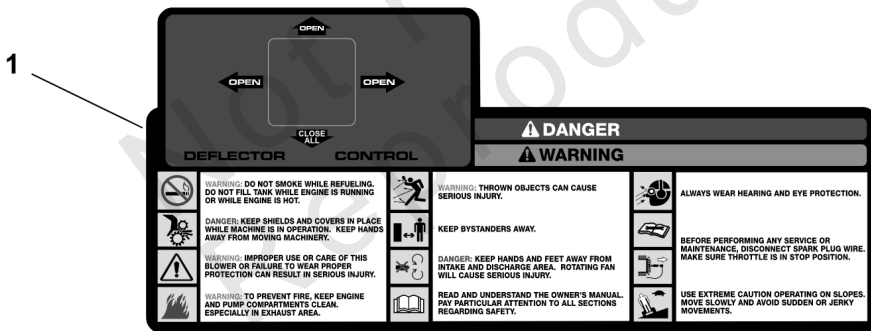 Not for
Reproduction
1
OPEN
OPEN
OPEN
CLOSE
ALL
DEFLECTOR CONTROL
DANGER
WARNING
WARNING: DO NOT SMOKE WHILE REFUELING.
DO NOT FILL TANK WHILE ENGINE IS RUNNING
OR WHILE ENGINE IS HOT.
DANGER: KEEP SHIELDS AND COVERS IN PLACE
WHILE MACHINE IS IN OPERATION. KEEP HANDS
AWAY FROM MOVING MACHINERY.
WARNING: IMPROPER USE OR CARE OF THIS
BLOWER OR FAILURE TO WEAR PROPER
PROTECTION CAN RESULT IN SERIOUS INJURY.
WARNING: TO PREVENT FIRE, KEEP ENGINE
AND PUMP COMPARTMENTS CLEAN.
ESPECIALLY IN EXHAUST AREA.
WARNING: THROWN OBJECTS CAN CAUSE
SERIOUS INJURY.
KEEP BYSTANDERS AWAY.
DANGER: KEEP HANDS AND FEET AWAY FROM
INTAKE AND DISCHARGE AREA. ROTATING FAN
WILL CAUSE SERIOUS INJURY.
READ AND UNDERSTAND THE OWNER'S MANUAL.
PAY PARTICULAR ATTENTION TO ALL SECTIONS
REGARDING SAFETY.
ALWAYS WEAR HEARING AND EYE PROTECTION.
BEFORE PERFORMING ANY SERVICE OR
MAINTENANCE, DISCONNECT SPARK PLUG WIRE.
MAKE SURE THROTTLE IS IN STOP POSITION.
USE EXTREME CAUTION OPERATING ON SLOPES.
MOVE SLOWLY AND AVOID SUDDEN OR JERKY
MOVEMENTS.